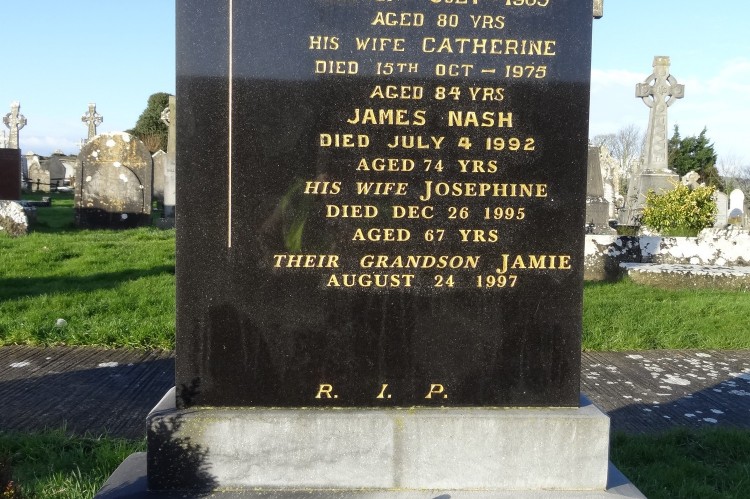 JULY 1965
AGED 80 YRS
HIS WIFE CATHERINE
DIED 15TH OCT – 1975
AGED 84 YRS
JAMES NASH
DIED JULY 4 1992
AGED 74 YRS
HIS WIFE JOSEPHINE
DIED DEC 26 1995
AGED 67 YRS
THEIR GRANDSON JAMIE
AUGUST 24 1997
R. I. P.